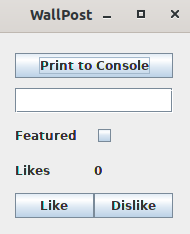 WallPost
Print to Console
Featured
Likes 0
Like Dislike